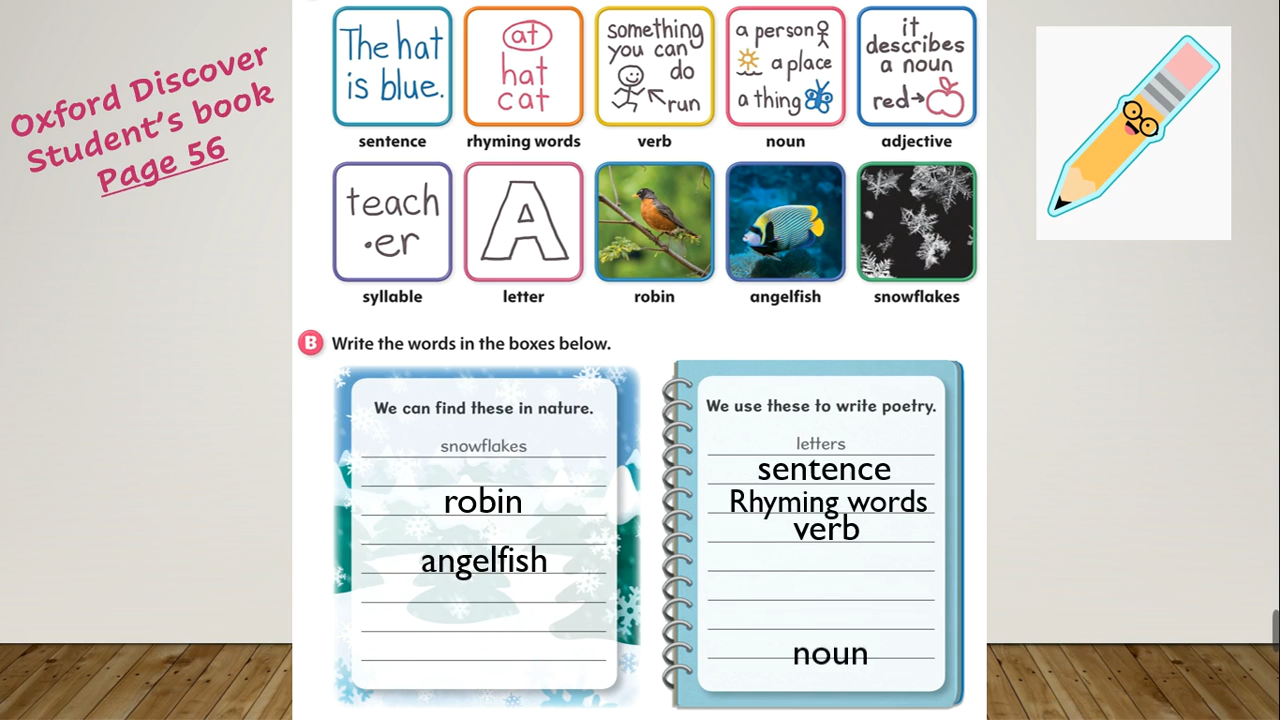 Oxford Discover
Student's book
Page 56
The hat
is blue.
at
hat
cat
something
you can
do
run
a person
a place
a thing
it
describes
a noun
red
sentence
rhyming words
verb
noun
adjective
teach
·er
A
syllable
letter
robin
angelfish
snowflakes
B Write the words in the boxes below.
We can find these in nature.
snowflakes
robin
angelfish
We use these to write poetry.
letters
sentence
Rhyming words
verb
noun